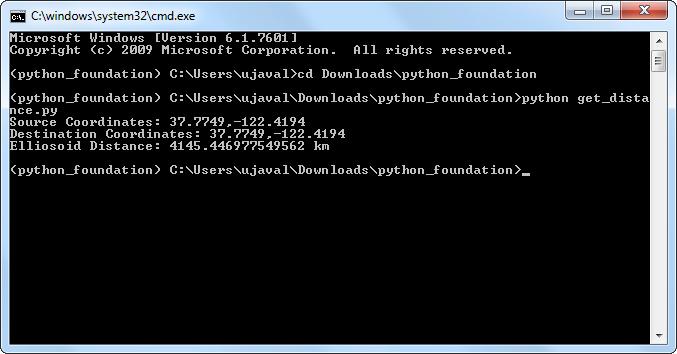 C:\windows\system32\cmd.exe
Microsoft Windows [Version 6.1.7601]
Copyright (c) 2009 Microsoft Corporation.  All rights reserved.
(python_foundation) C:\Users\ujaval>cd Downloads\python_foundation
(python_foundation) C:\Users\ujaval\Downloads\python_foundation>python get_dista
nce.py
Source Coordinates: 37.7749,-122.4194
Destination Coordinates: 37.7749,-122.4194
Elliosoid Distance: 4145.446977549562 km
(python_foundation) C:\Users\ujaval\Downloads\python_foundation>_